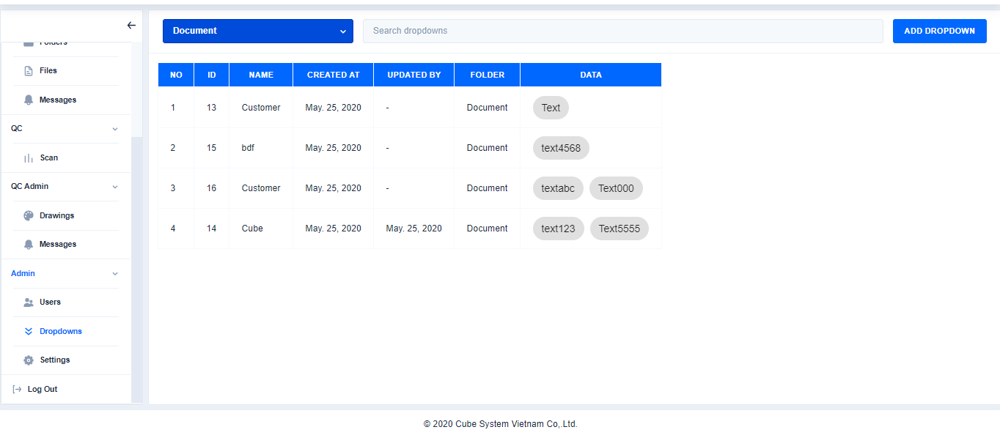 Document
Search dropdowns
ADD DROPDOWN
Folders
Files
Messages
QC
Scan
QC Admin
Drawings
Messages
Admin
Users
Dropdowns
Settings
Log Out
NO ID NAME CREATED AT UPDATED BY FOLDER DATA
1 13 Customer May. 25, 2020 - Document Text
2 15 bdf May. 25, 2020 - Document text4568
3 16 Customer May. 25, 2020 - Document textabc Text000
4 14 Cube May. 25, 2020 May. 25, 2020 Document text123 Text5555
© 2020 Cube System Vietnam Co,.Ltd.